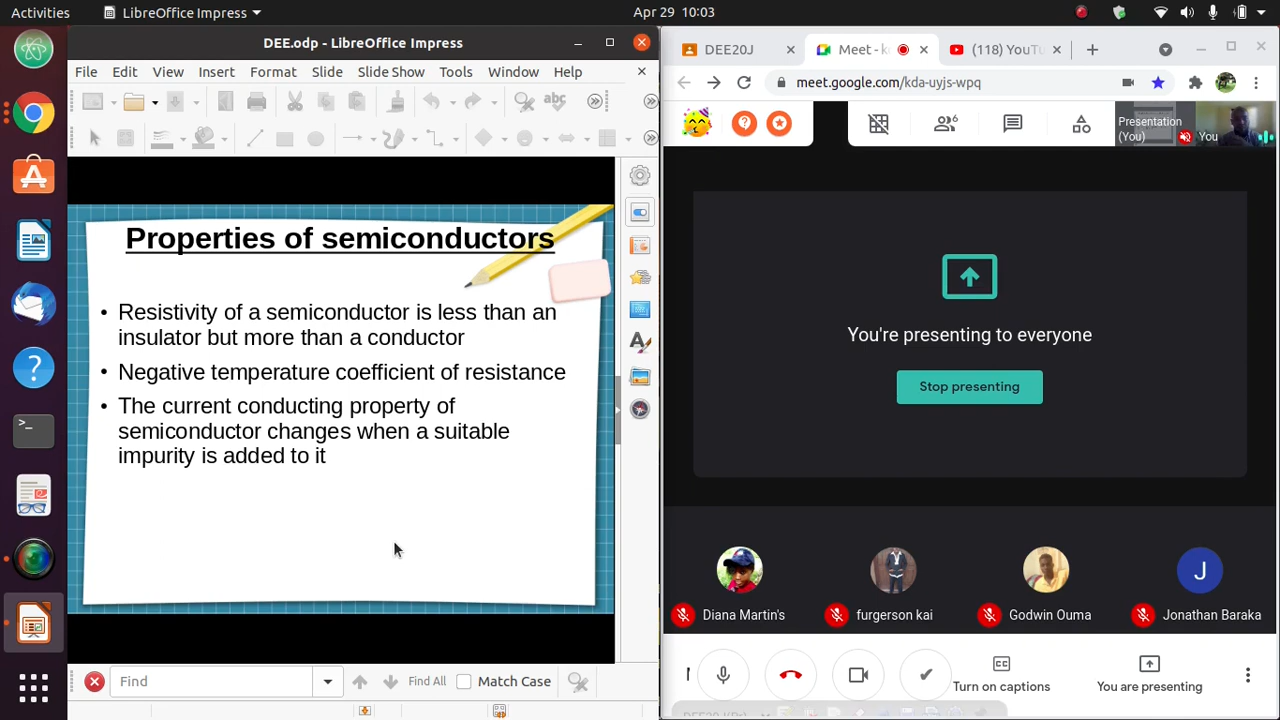 Activities
LibreOffice Impress
Apr 29 10:03
DEE.odp - LibreOffice Impress
File Edit View Insert Format Slide Slide Show Tools Window Help
Properties of semiconductors
• Resistivity of a semiconductor is less than an
insulator but more than a conductor
• Negative temperature coefficient of resistance
• The current conducting property of
semiconductor changes when a suitable
impurity is added to it
Find
Find All
Match Case
DEE20J
Meet - k
(118) YouTu
meet.google.com/kda-uyjs-wpq
6
Presentation
(You)
You
You're presenting to everyone
Stop presenting
J
Diana Martin's
furgerson kai
Godwin Ouma
Jonathan Baraka
Turn on captions
You are presenting